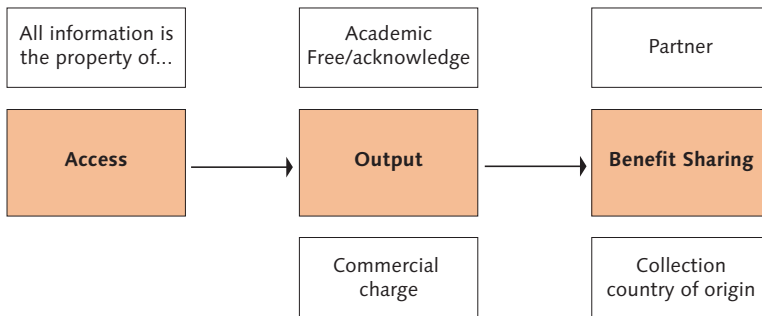 All information is
the property of...
Academic
Free/acknowledge
Partner
Access
Output
Benefit Sharing
Commercial
charge
Collection
country of origin